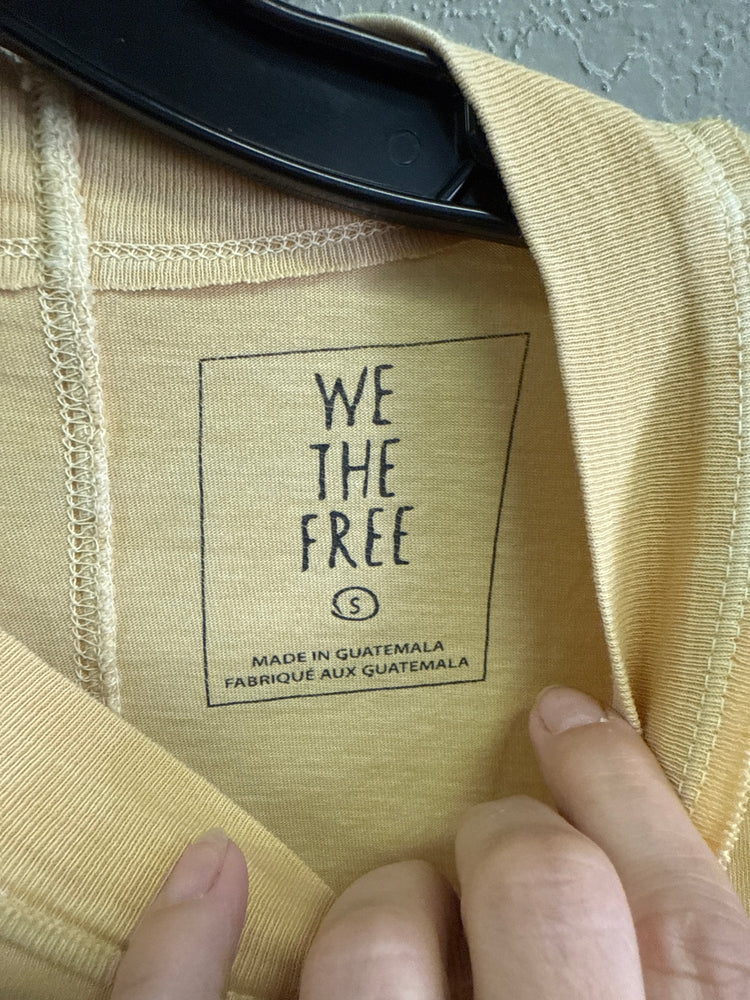 WE
THE
FREE
S
MADE IN GUATEMALA
FABRIQUÉ AUX GUATEMALA